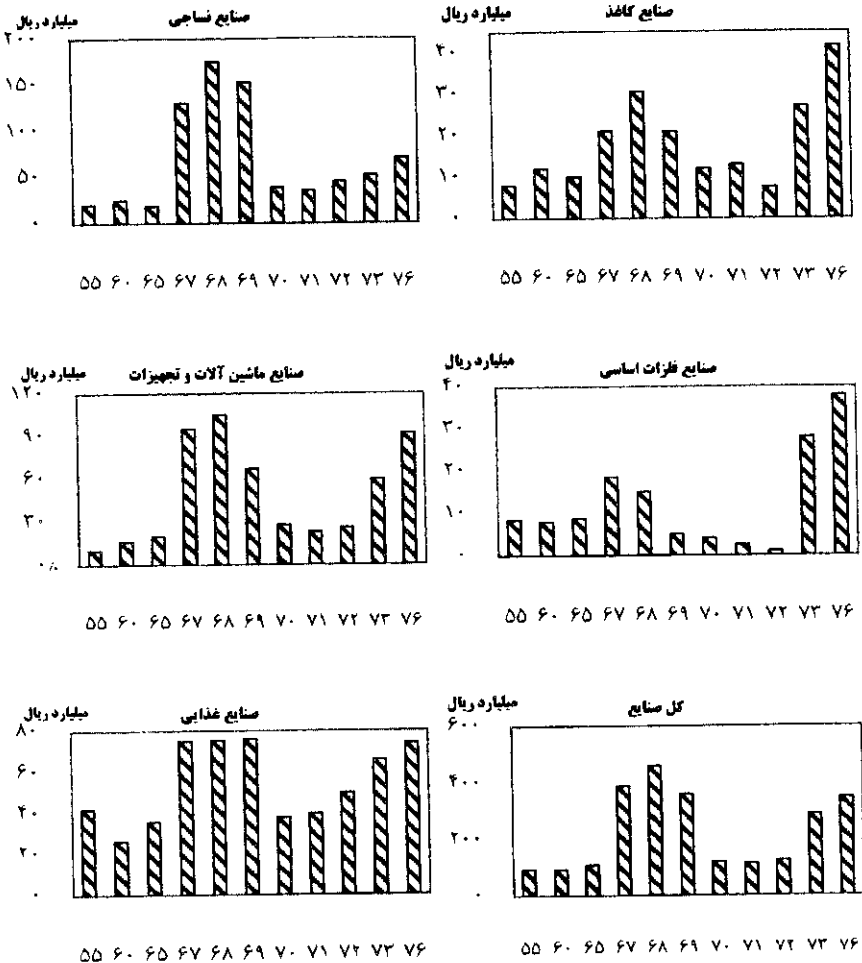 صنایع نساجی
میلیارد ریال
۲۰۰
۱۵۰
۱۰۰
۵۰
۰
۵۵ ۶۰ ۶۵ ۶۷ ۶۸ ۶۹ ۷۰ ۷۱ ۷۲ ۷۳ ۷۶
صنایع کاغذ
میلیارد ریال
۴۰
۳۰
۲۰
۱۰
۰
۵۵ ۶۰ ۶۵ ۶۷ ۶۸ ۶۹ ۷۰ ۷۱ ۷۲ ۷۳ ۷۶
صنایع ماشین آلات و تجهیزات
میلیارد ریال
۱۲۰
۹۰
۶۰
۳۰
۰
۵۵ ۶۰ ۶۵ ۶۷ ۶۸ ۶۹ ۷۰ ۷۱ ۷۲ ۷۳ ۷۶
صنایع فلزات اساسی
میلیارد ریال
۴۰
۳۰
۲۰
۱۰
۰
۵۵ ۶۰ ۶۵ ۶۷ ۶۸ ۶۹ ۷۰ ۷۱ ۷۲ ۷۳ ۷۶
صنایع غذایی
میلیارد ریال
۸۰
۶۰
۴۰
۲۰
۰
۵۵ ۶۰ ۶۵ ۶۷ ۶۸ ۶۹ ۷۰ ۷۱ ۷۲ ۷۳ ۷۶
کل صنایع
میلیارد ریال
۶۰۰
۴۰۰
۲۰۰
۰
۵۵ ۶۰ ۶۵ ۶۷ ۶۸ ۶۹ ۷۰ ۷۱ ۷۲ ۷۳ ۷۶